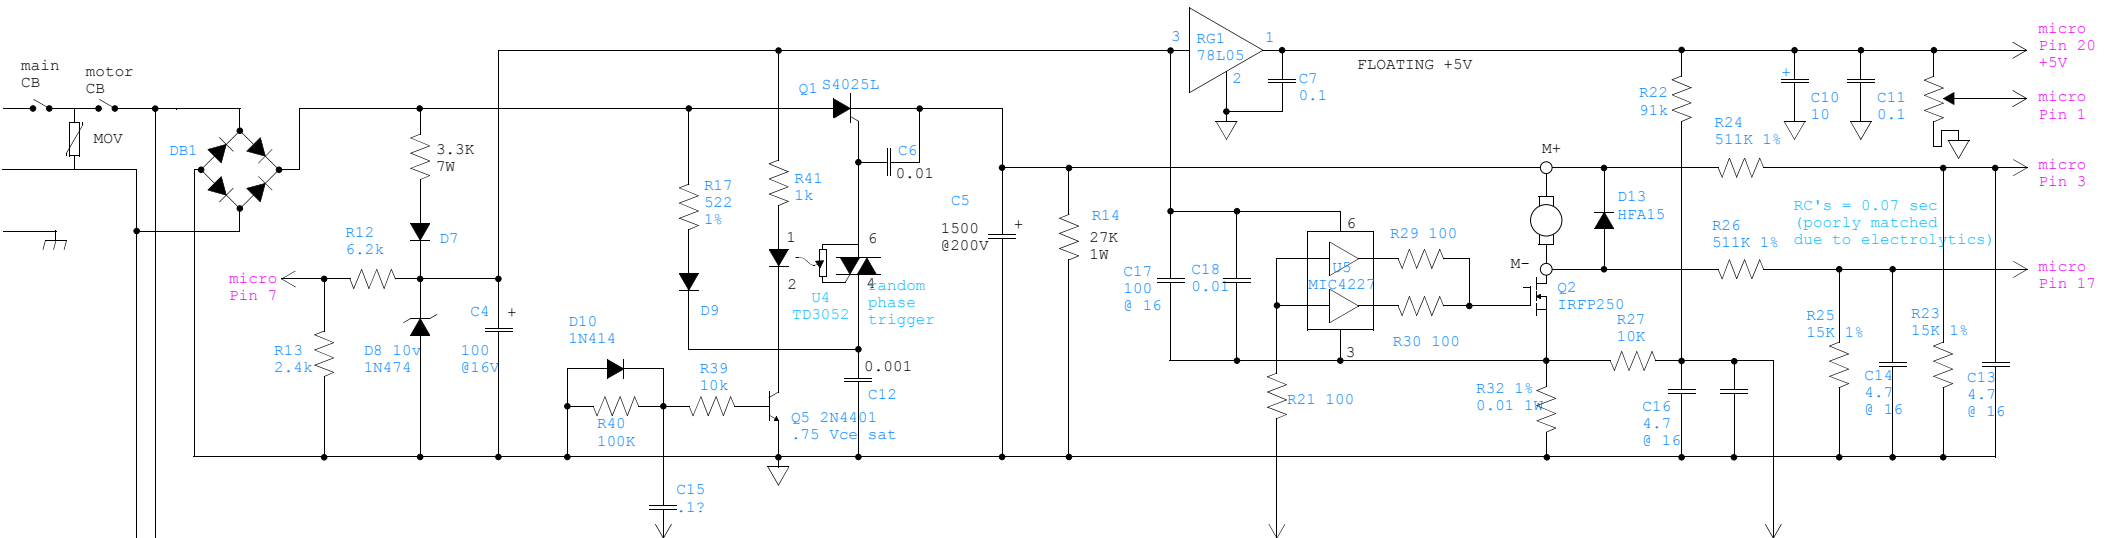 main
CB
motor
CB
MOV
DB1
3.3K
7W
D7
R12
6.2k
micro
Pin 7
R13
2.4k
D8 10v
1N474
C4
+
100
@16V
D10
1N414
R40
100K
R39
10k
C15
.1?
R17
522
1%
D9
Q1
S4025L
R41
1k
1
2
6
4
U4
TD3052
random
phase
trigger
C6
0.01
0.001
C12
Q5 2N4401
.75 Vce sat
C5
1500
@200V
+
R14
27K
1W
3
RG1
78L05
1
2
C7
0.1
FLOATING +5V
C17
100
@ 16
C18
0.01
6
U5
MIC4227
3
R29 100
R30 100
R21 100
M+
M-
D13
HFA15
Q2
IRFP250
R32 1%
0.01 1W
R27
10K
R22
91k
C16
4.7
@ 16
R24
511K 1%
R26
511K 1%
+
C10
10
C11
0.1
RC's = 0.07 sec
(poorly matched
due to electrolytics)
R25
15K 1%
C14
4.7
@ 16
R23
15K 1%
C13
4.7
@ 16
micro
Pin 20
+5V
micro
Pin 1
micro
Pin 3
micro
Pin 17